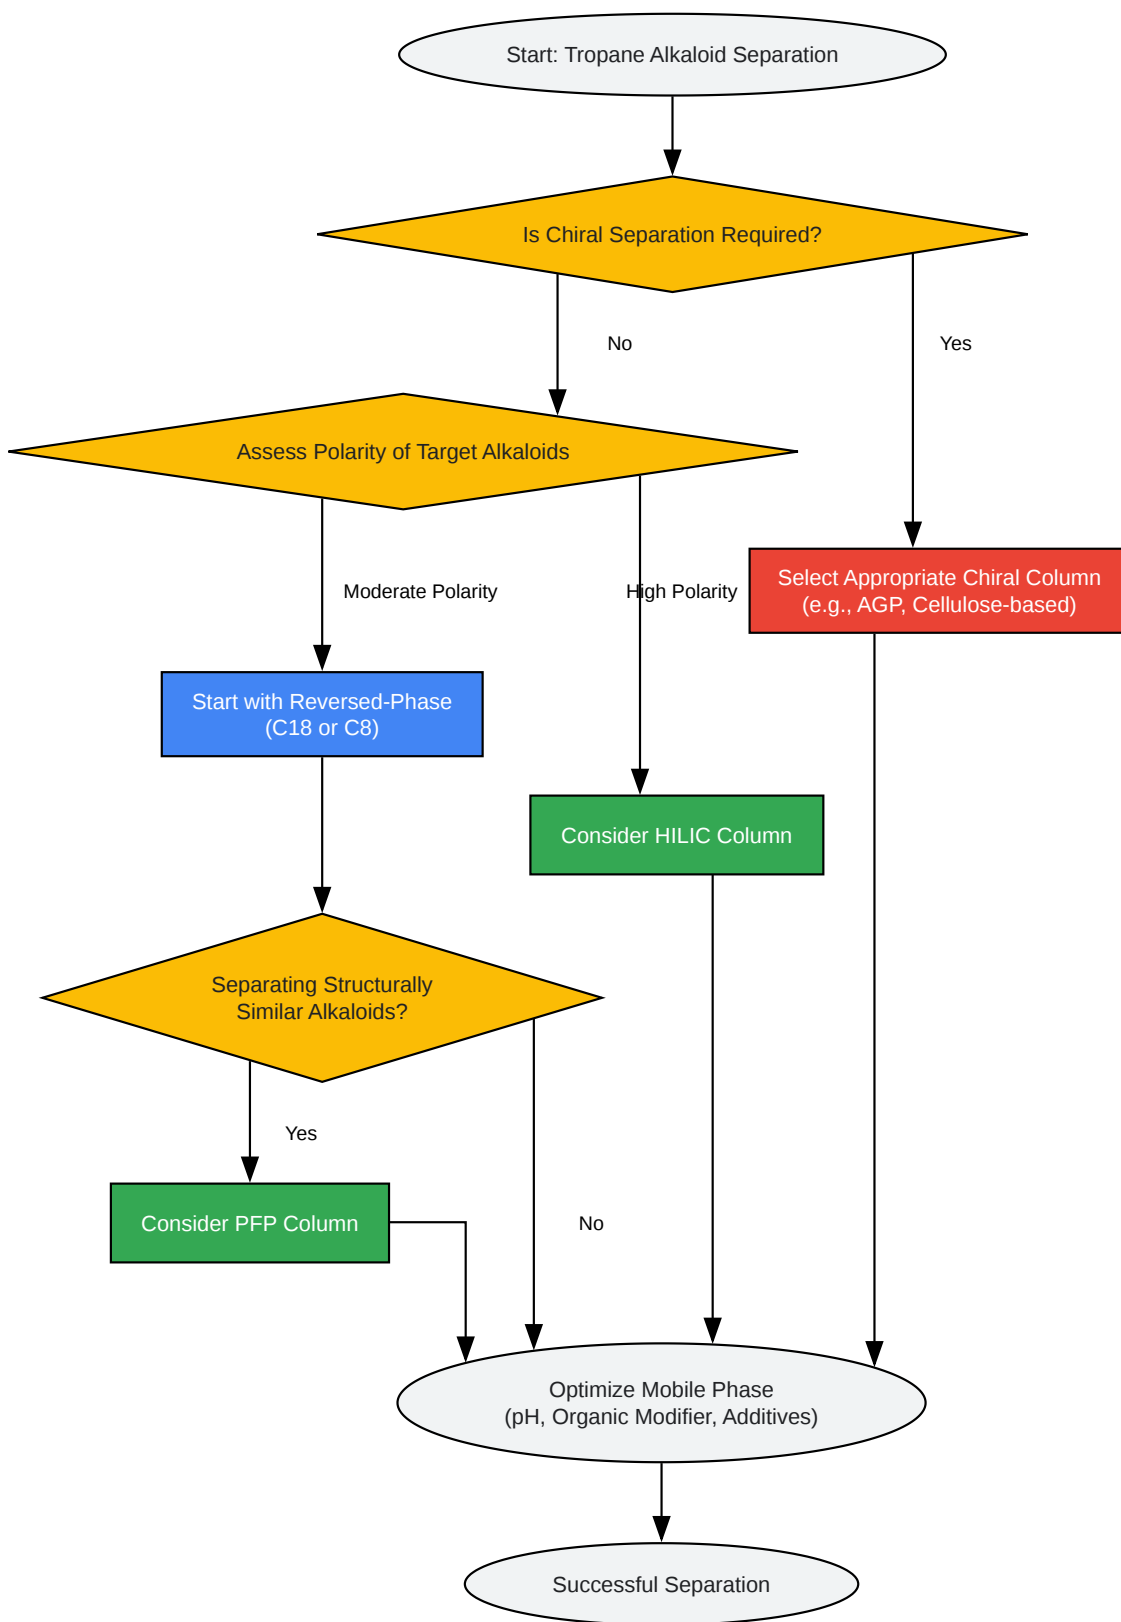 Start: Tropane Alkaloid Separation
Is Chiral Separation Required?
No
Yes
Assess Polarity of Target Alkaloids
Moderate Polarity
High Polarity
Select Appropriate Chiral Column
(e.g., AGP, Cellulose-based)
Start with Reversed-Phase
(C18 or C8)
Consider HILIC Column
Separating Structurally
Similar Alkaloids?
Yes
Consider PFP Column
No
Optimize Mobile Phase
(pH, Organic Modifier, Additives)
Successful Separation